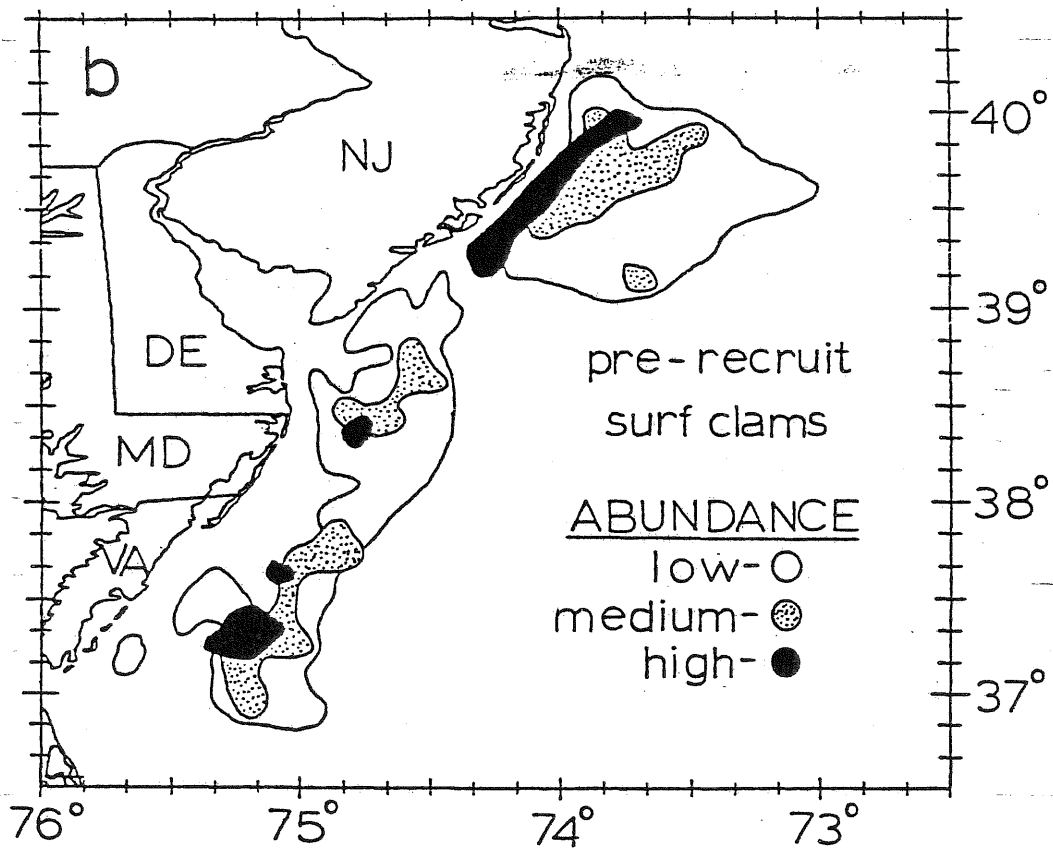 b
NJ
40°
39°
DE
pre-recruit
surf clams
MD
38°
ABUNDANCE
VA
low-
medium-
high-
37°
76°
75°
74°
73°